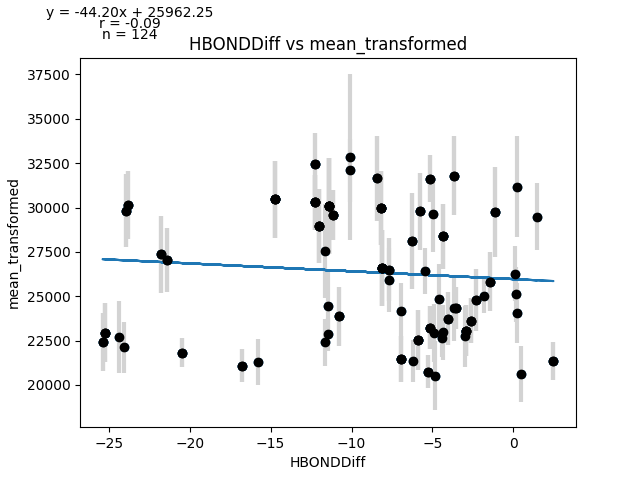 y = -44.20x + 25962.25
r = -0.09
n = 124
HBONDDiff vs mean_transformed
mean_transformed
37500
35000
32500
30000
27500
25000
22500
20000
−25
−20
−15
−10
−5
0
HBONDDiff